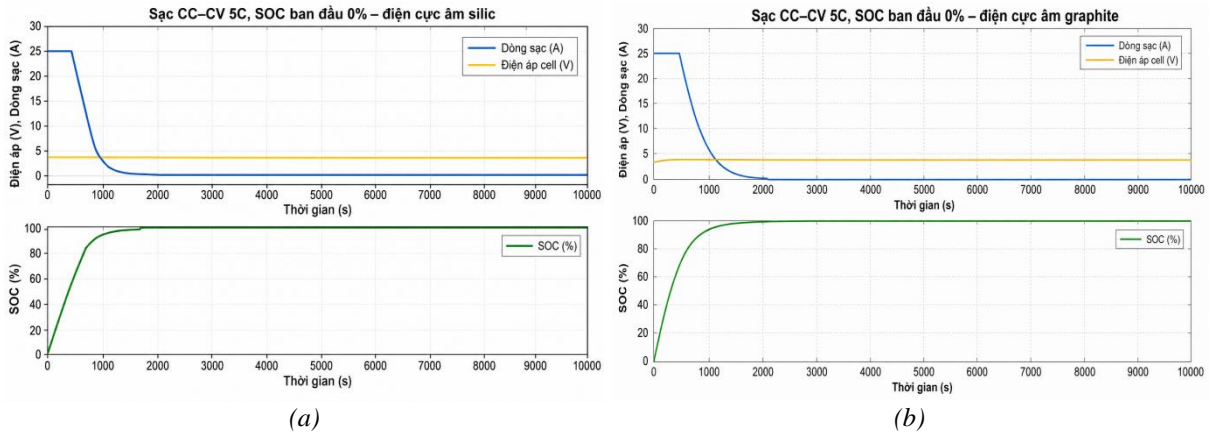 Sạc CC–CV 5C, SOC ban đầu 0% – điện cực âm silic
Điện áp (V), Dòng sạc (A)
30
25
20
15
10
5
0
Dòng sạc (A)
Điện áp cell (V)
0 1000 2000 3000 4000 5000 6000 7000 8000 9000 10000
Thời gian (s)
SOC (%)
100
80
60
40
20
0
SOC (%)
0 1000 2000 3000 4000 5000 6000 7000 8000 9000 10000
Thời gian (s)
(a)
Sạc CC–CV 5C, SOC ban đầu 0% – điện cực âm graphite
Điện áp (V), Dòng sạc (A)
30
25
20
15
10
5
0
Dòng sạc (A)
Điện áp cell (V)
0 1000 2000 3000 4000 5000 6000 7000 8000 9000 10000
Thời gian (s)
SOC (%)
100
80
60
40
20
0
SOC (%)
0 1000 2000 3000 4000 5000 6000 7000 8000 9000 10000
Thời gian (s)
(b)